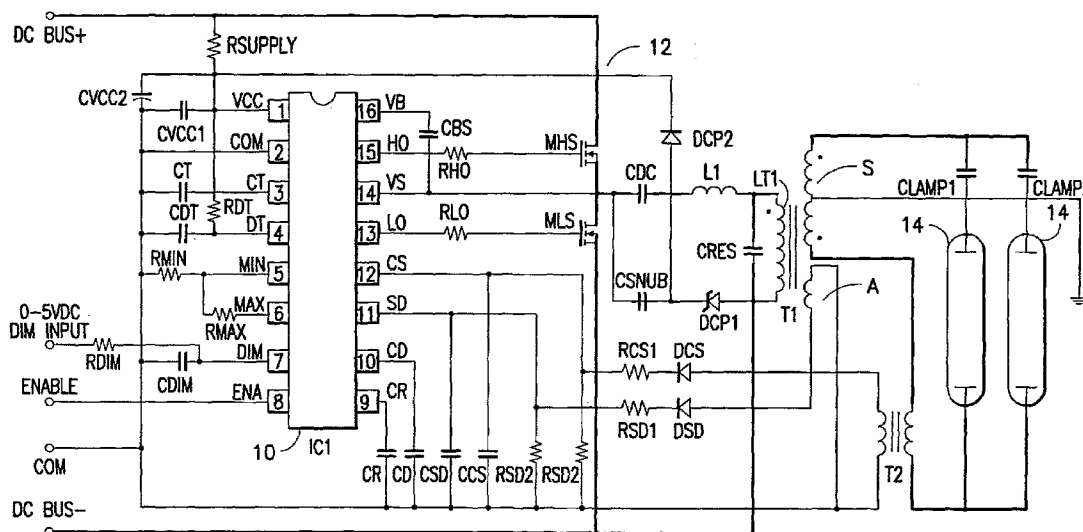 DC BUS+
RSUPPLY
12
CVCC2
CVCC1
VCC
1
16
VB
CBS
DCP2
COM
2
15
HO
RHO
MHS
CT
CT
3
14
VS
CDC
L1
LT1
S
CLAMP1
CLAMP
CDT
RDT
DT
4
13
LO
RLO
MLS
14
14
RMIN
MIN
5
12
CS
CRES
CSNUB
DCP1
T1
A
RMAX
MAX
6
11
SD
0-5VDC
DIM INPUT
RDIM
CDIM
DIM
7
10
CD
RCS1
DCS
ENABLE
ENA
8
9
CR
RSD1
DSD
10
IC1
COM
CR
CD
CSD
CCS
RSD2
RSD2
T2
DC BUS-